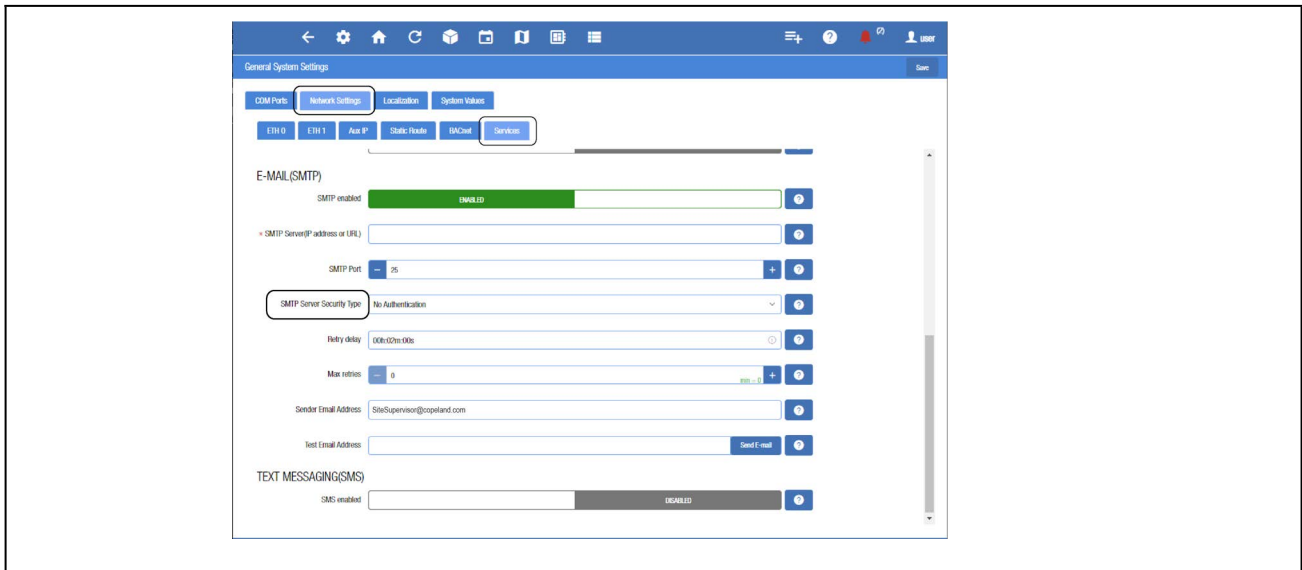 user
General System Settings
Save
COM Ports Network Settings Localization System Values
ETH 0 ETH 1 Aux IP Static Route BACnet Services
E-MAIL(SMTP)
SMTP enabled ENABLED ?
* SMTP Server(IP address or URL) ?
SMTP Port - 25 + ?
SMTP Server Security Type No Authentication ?
Retry delay 00h:02m:00s ?
Max retries - 0 min = 0 + ?
Sender Email Address SiteSupervisor@copeland.com ?
Test Email Address Send E-mail ?
TEXT MESSAGING(SMS)
SMS enabled DISABLED ?